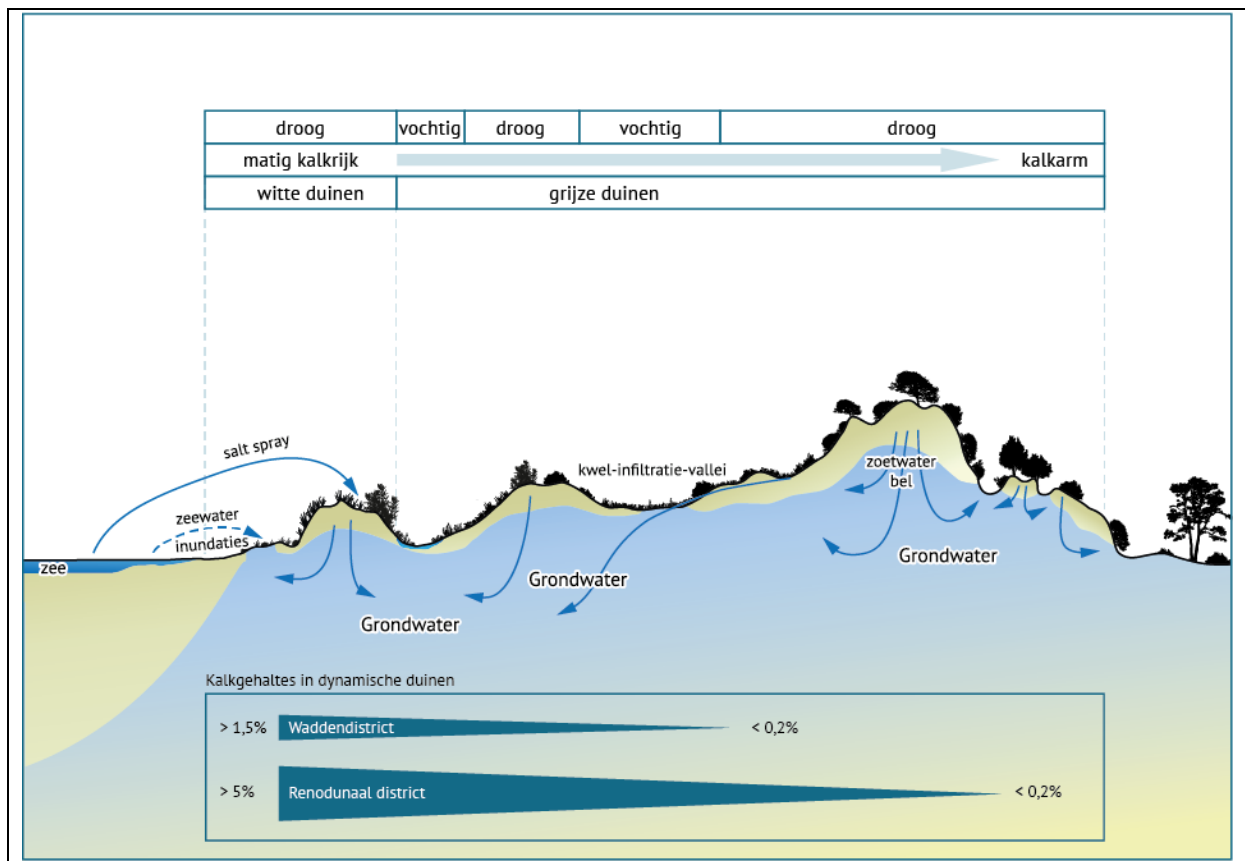 droog
vochtig
droog
vochtig
droog
matig kalkrijk
kalkarm
witte duinen
grijze duinen
salt spray
zeewater
inundaties
zee
kwel-infiltratie-vallei
zoetwater
bel
Grondwater
Grondwater
Grondwater
Kalkgehaltes in dynamische duinen
> 1,5%
Waddendistrict
< 0,2%
> 5%
Renodunaal district
< 0,2%